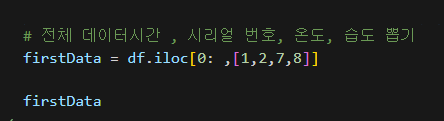 # 전체 데이터시간 , 시리얼 번호, 온도, 습도 뽑기
firstData = df.iloc[0: ,[1,2,7,8]]
firstData